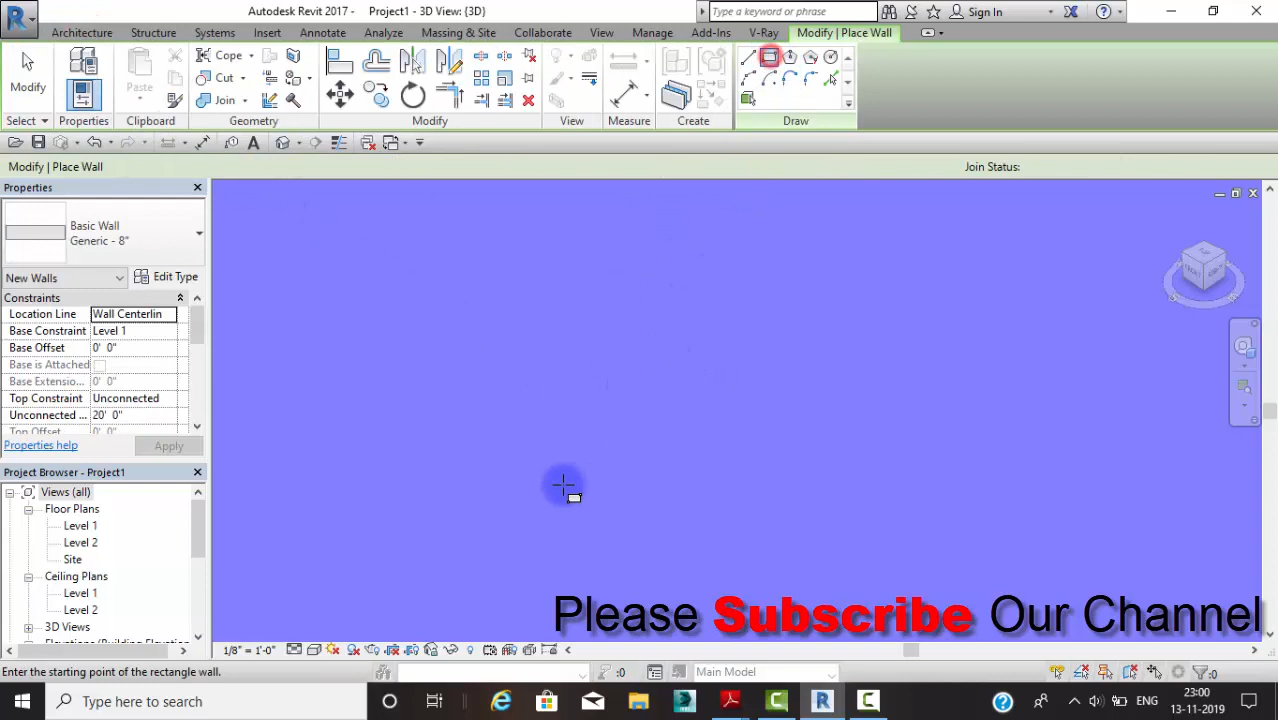 Autodesk Revit 2017 - Project1 - 3D View: {3D}
Type a keyword or phrase
Sign In
Architecture Structure Systems Insert Annotate Analyze Massing & Site Collaborate View Manage Add-Ins V-Ray Modify | Place Wall
Modify
Paste
Cope
Cut
Join
Select Properties Clipboard Geometry Modify View Measure Create Draw
Modify | Place Wall
Join Status:
Properties
Basic Wall
Generic - 8"
New Walls
Edit Type
Constraints
Location Line Wall Centerlin
Base Constraint Level 1
Base Offset 0' 0"
Base is Attached
Base Extensio... 0' 0"
Top Constraint Unconnected
Unconnected ... 20' 0"
Top Offset 0' 0"
Properties help
Apply
Project Browser - Project1
Views (all)
Floor Plans
Level 1
Level 2
Site
Ceiling Plans
Level 1
Level 2
3D Views
Elevations (Building Elevation
TOP
Please Subscribe Our Channel
1/8" = 1'-0"
Enter the starting point of the rectangle wall.
:0
Main Model
:0
Type here to search
ENG
23:00
13-11-2019